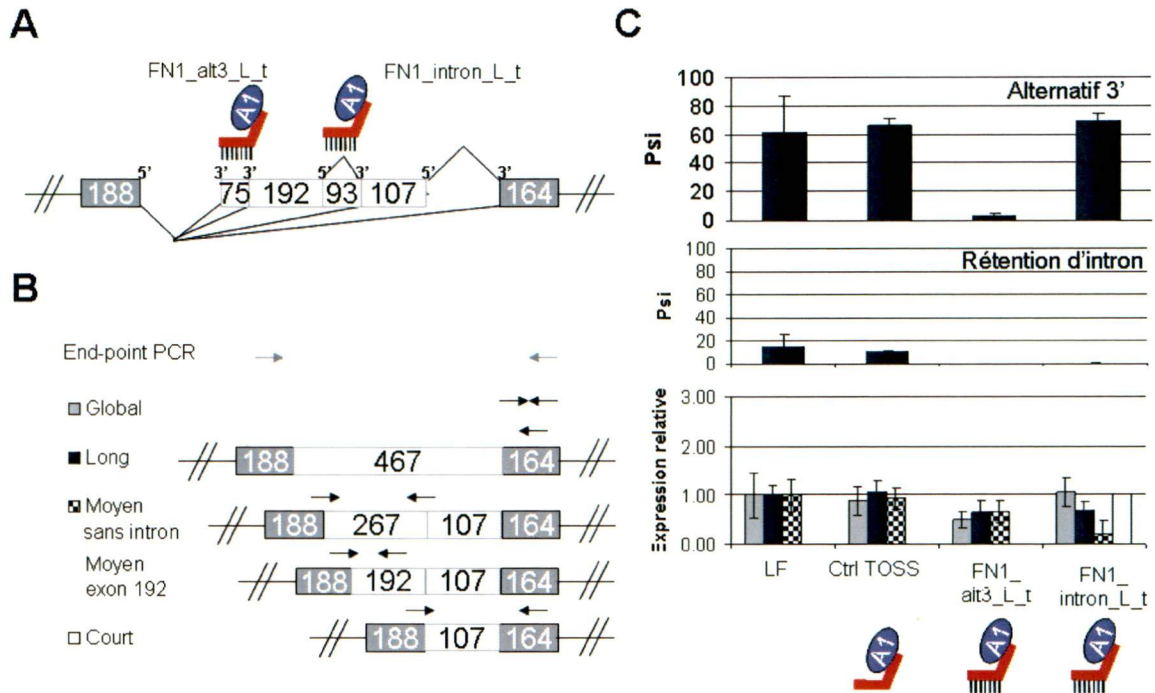 A
FN1_alt3_L_t
FN1_intron_L_t
A1
A1
5' 3' 3' 5' 3' 5' 3'
188 75 192 93 107 164
B
End-point PCR
Global
Long
188 467 164
Moyen
sans intron
188 267 107 164
Moyen
exon 192
188 192 107 164
Court
188 107 164
C
Alternatif 3'
Psi
100
80
60
40
20
0
Rétention d'intron
Psi
100
80
60
40
20
0
Expression relative
3.00
2.00
1.00
0.00
LF
Ctrl TOSS
FN1_
alt3_L_t
FN1_
intron_L_t
A1
A1
A1